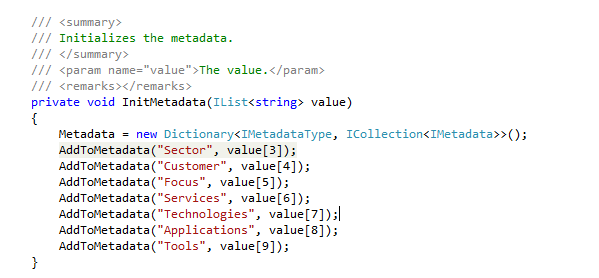 /// <summary>
/// Initializes the metadata.
/// </summary>
/// <param name="value">The value.</param>
/// <remarks></remarks>
private void InitMetadata(IList<string> value)
{
    Metadata = new Dictionary<IMetadataType, ICollection<IMetadata>>();
    AddToMetadata("Sector", value[3]);
    AddToMetadata("Customer", value[4]);
    AddToMetadata("Focus", value[5]);
    AddToMetadata("Services", value[6]);
    AddToMetadata("Technologies", value[7]);
    AddToMetadata("Applications", value[8]);
    AddToMetadata("Tools", value[9]);
}